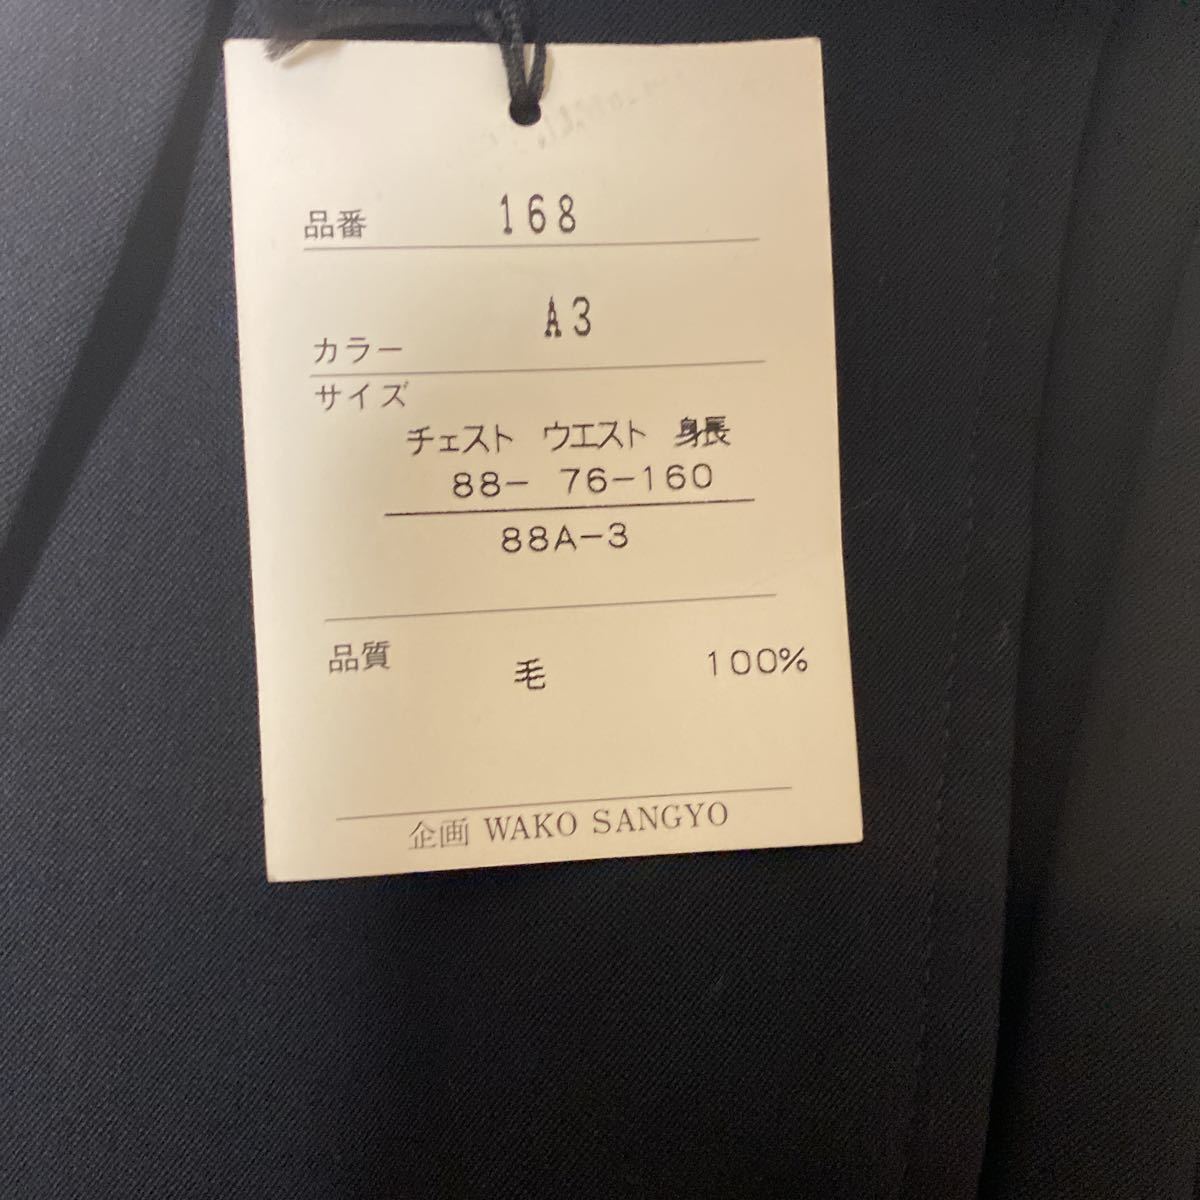 品番 168
A3
カラー
サイズ
チェスト ウエスト 身長
88- 76-160
88A-3
品質 毛 100%
企画 WAKO SANGYO